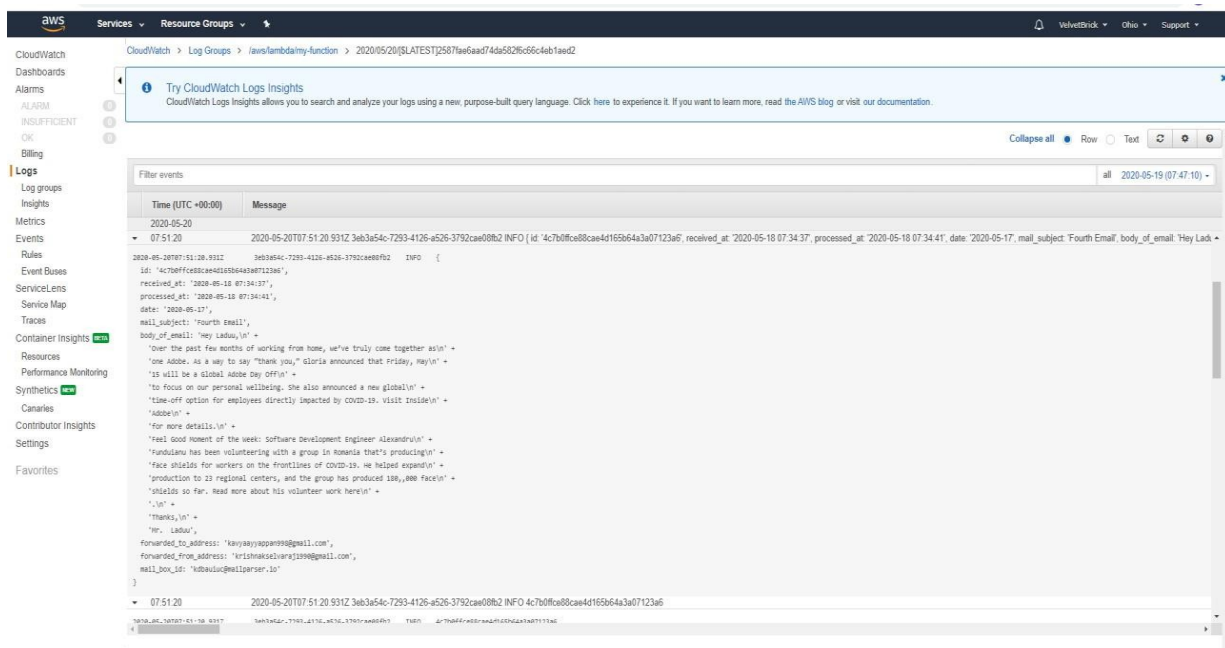 aws Services Resource Groups VelvetBrick Ohio Support
CloudWatch
Dashboards
Alarms
ALARM 0
INSUFFICIENT 0
OK 0
Billing
Logs
Log groups
Insights
Metrics
Events
Rules
Event Buses
ServiceLens
Service Map
Traces
Container Insights BETA
Resources
Performance Monitoring
Synthetics NEW
Canaries
Contributor Insights
Settings
Favorites
CloudWatch > Log Groups > /aws/lambda/my-function > 2020/05/20/[$LATEST]2587fae6aad74da582f6c66c4eb1aed2
Try CloudWatch Logs Insights
CloudWatch Logs Insights allows you to search and analyze your logs using a new, purpose-built query language. Click here to experience it. If you want to learn more, read the AWS blog or visit our documentation.
Collapse all Row Text
Filter events all 2020-05-19 (07:47:10)
Time (UTC +00:00) Message
2020-05-20
07:51:20 2020-05-20T07:51:20.931Z 3eb3a54c-7293-4126-a526-3792cae08fb2 INFO { id: '4c7b0ffce88cae4d165b64a3a07123a6', received_at: '2020-05-18 07:34:37', processed_at: '2020-05-18 07:34:41', date: '2020-05-17', mail_subject: 'Fourth Email', body_of_email: 'Hey Ladu
2020-05-20T07:51:20.931Z 3eb3a54c-7293-4126-a526-3792cae08fb2 INFO {
id: '4c7b0ffce88cae4d165b64a3a07123a6',
received_at: '2020-05-18 07:34:37',
processed_at: '2020-05-18 07:34:41',
date: '2020-05-17',
mail_subject: 'Fourth Email',
body_of_email: 'Hey Laduu,\n' +
'Over the past few months of working from home, we"ve truly come together as\n' +
'one Adobe. As a way to say "thank you," Gloria announced that Friday, May\n' +
'15 will be a Global Adobe Day Off\n' +
'to focus on our personal wellbeing. She also announced a new global\n' +
'time-off option for employees directly impacted by COVID-19. Visit Inside\n' +
'Adobe\n' +
'for more details.\n' +
'Feel Good Moment of the Week: Software Development Engineer Alexandru\n' +
'Funduianu has been volunteering with a group in Romania that"s producing\n' +
'face shields for workers on the frontlines of COVID-19. He helped expand\n' +
'production to 23 regional centers, and the group has produced 180,,000 face\n' +
'shields so far. Read more about his volunteer work here\n' +
'.\n' +
'Thanks,\n' +
'Mr. Laduu',
forwarded_to_address: 'kavyaayyappan998@gmail.com',
forwarded_from_address: 'krishnakselvaraj1990@gmail.com',
mail_box_id: 'kdbauiuc@mailparser.io'
}
07:51:20 2020-05-20T07:51:20.931Z 3eb3a54c-7293-4126-a526-3792cae08fb2 INFO 4c7b0ffce88cae4d165b64a3a07123a6
2020-05-20T07:51:20.931Z 3eb3a54c-7293-4126-a526-3792cae08fb2 INFO 4c7b0ffce88cae4d165b64a3a07123a6